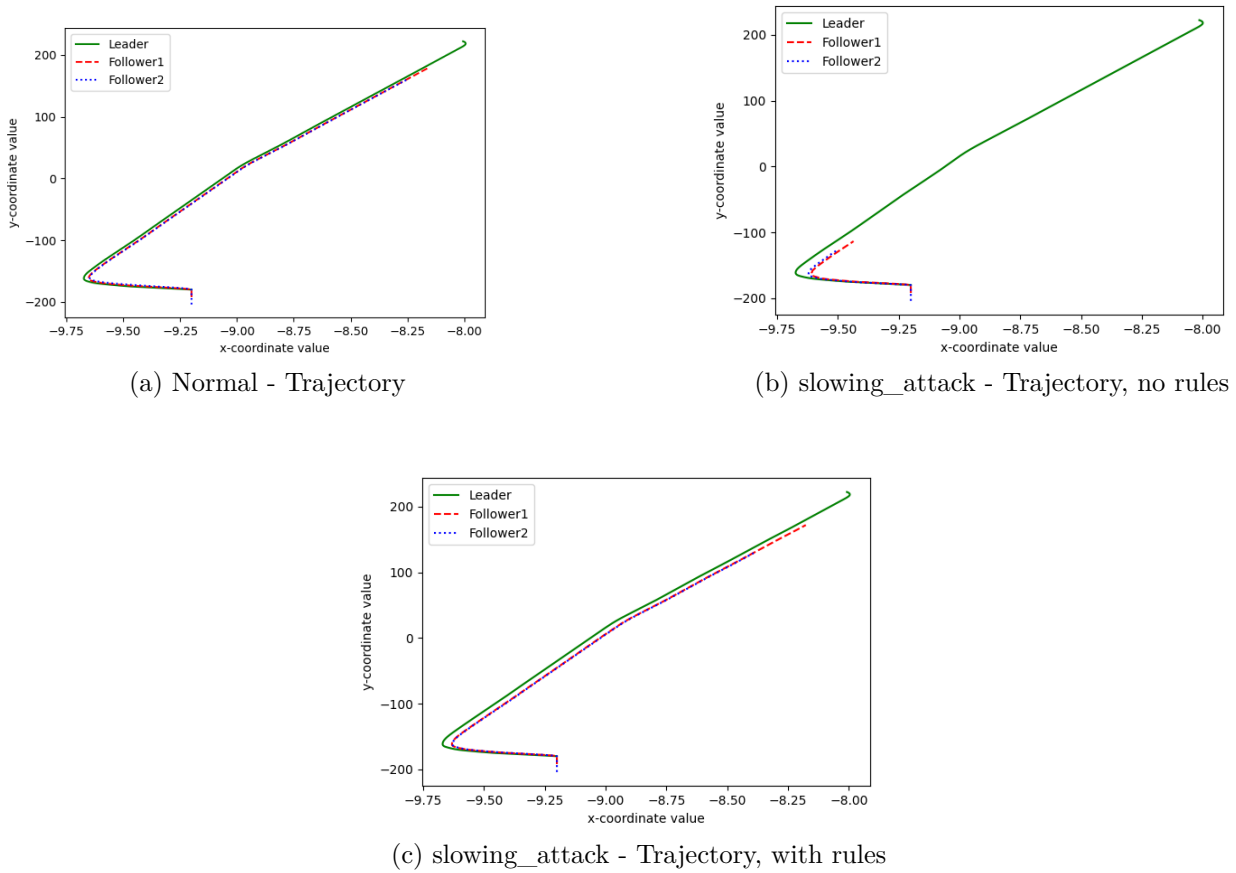 Leader
Follower1
Follower2
200
100
0
−100
−200
y-coordinate value
−9.75 −9.50 −9.25 −9.00 −8.75 −8.50 −8.25 −8.00
x-coordinate value
(a) Normal - Trajectory
Leader
Follower1
Follower2
200
100
0
−100
−200
y-coordinate value
−9.75 −9.50 −9.25 −9.00 −8.75 −8.50 −8.25 −8.00
x-coordinate value
(b) slowing_attack - Trajectory, no rules
Leader
Follower1
Follower2
200
100
0
−100
−200
y-coordinate value
−9.75 −9.50 −9.25 −9.00 −8.75 −8.50 −8.25 −8.00
x-coordinate value
(c) slowing_attack - Trajectory, with rules